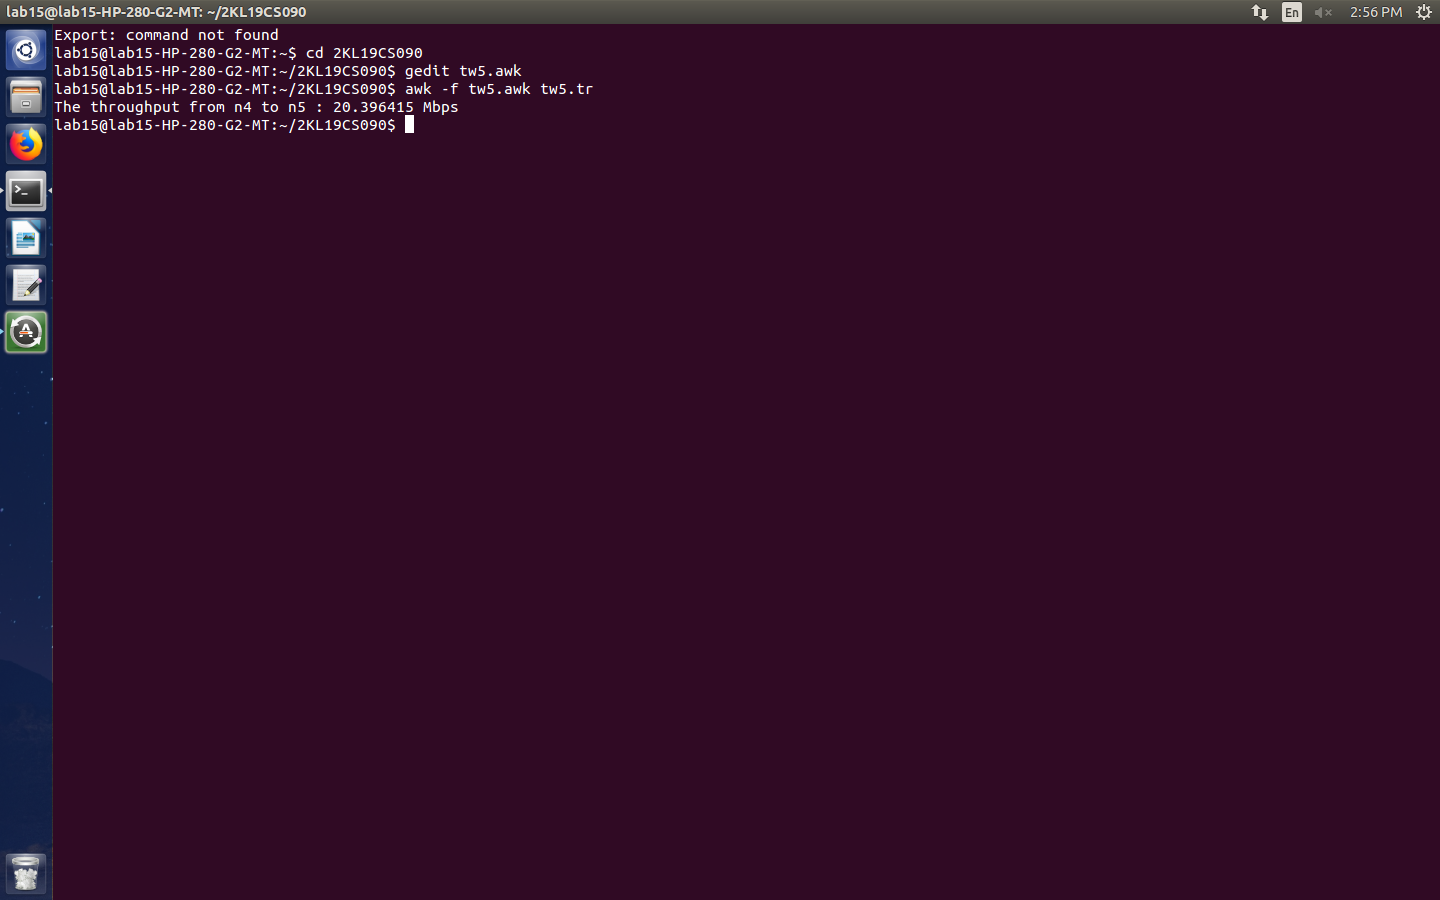 lab15@lab15-HP-280-G2-MT: ~/2KL19CS090
En
2:56 PM
Export: command not found
lab15@lab15-HP-280-G2-MT:~$ cd 2KL19CS090
lab15@lab15-HP-280-G2-MT:~/2KL19CS090$ gedit tw5.awk
lab15@lab15-HP-280-G2-MT:~/2KL19CS090$ awk -f tw5.awk tw5.tr
The throughput from n4 to n5 : 20.396415 Mbps
lab15@lab15-HP-280-G2-MT:~/2KL19CS090$